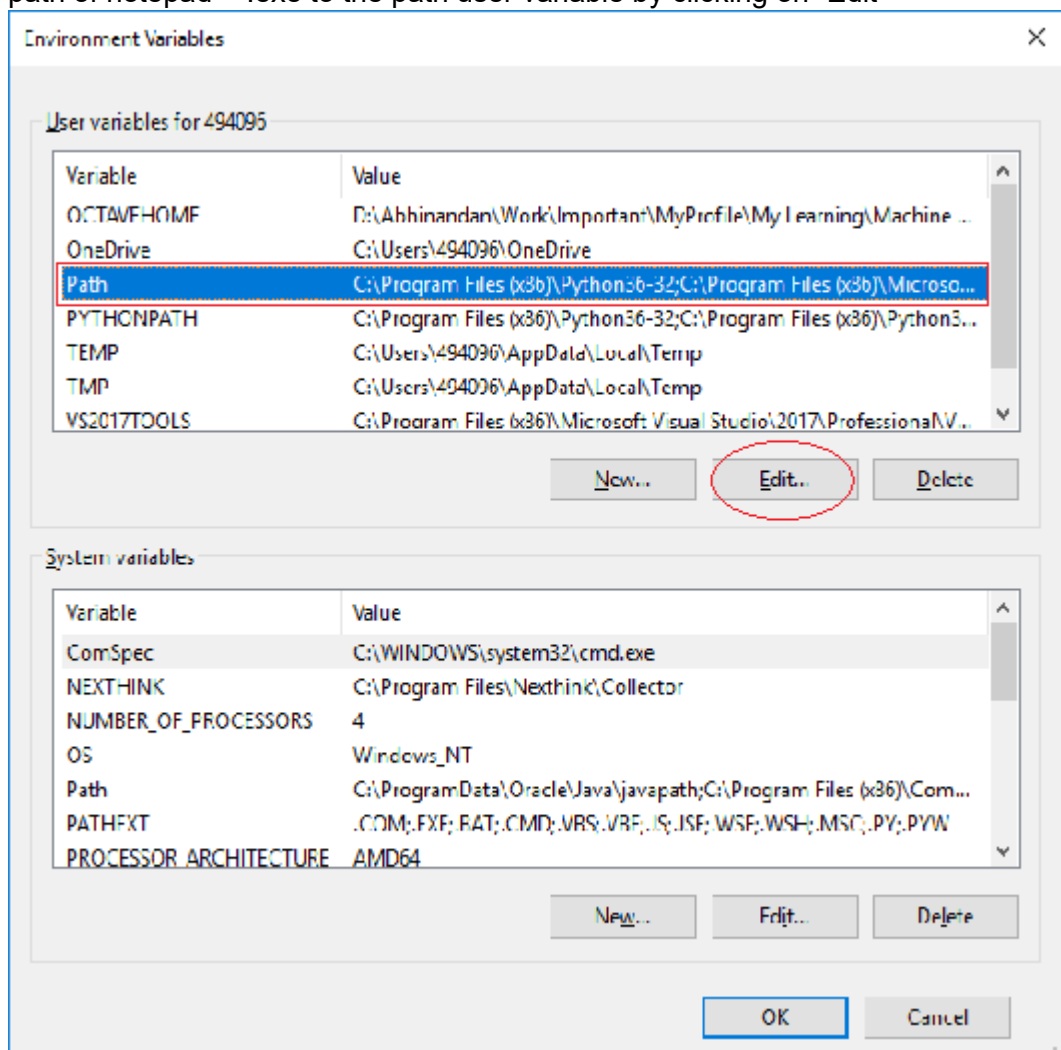 path of notepad .exe to the path user variable by clicking on "Edit"
Environment Variables
User variables for 494096
Variable Value
OCTAVEHOME D:\Abhinandan\Work\Important\MyProfile\My Learning\Machine ...
OneDrive C:\Users\494096\OneDrive
Path C:\Program Files (x86)\Python36-32;C:\Program Files (x86)\Microso...
PYTHONPATH C:\Program Files (x86)\Python36-32;C:\Program Files (x86)\Python3...
TEMP C:\Users\494096\AppData\Local\Temp
TMP C:\Users\494096\AppData\Local\Temp
VS2017TOOLS C:\Program Files (x86)\Microsoft Visual Studio\2017\Professional\V...
New... Edit... Delete
System variables
Variable Value
ComSpec C:\WINDOWS\system32\cmd.exe
NEXTHINK C:\Program Files\Nexthink\Collector
NUMBER_OF_PROCESSORS 4
OS Windows_NT
Path C:\ProgramData\Oracle\Java\javapath;C:\Program Files (x86)\Com...
PATHEXT .COM;.EXE;.BAT;.CMD;.VBS;.VBE;.JS;.JSE;.WSF;.WSH;.MSC;.PY;.PYW
PROCESSOR_ARCHITECTURE AMD64
New... Edit... Delete
OK Cancel